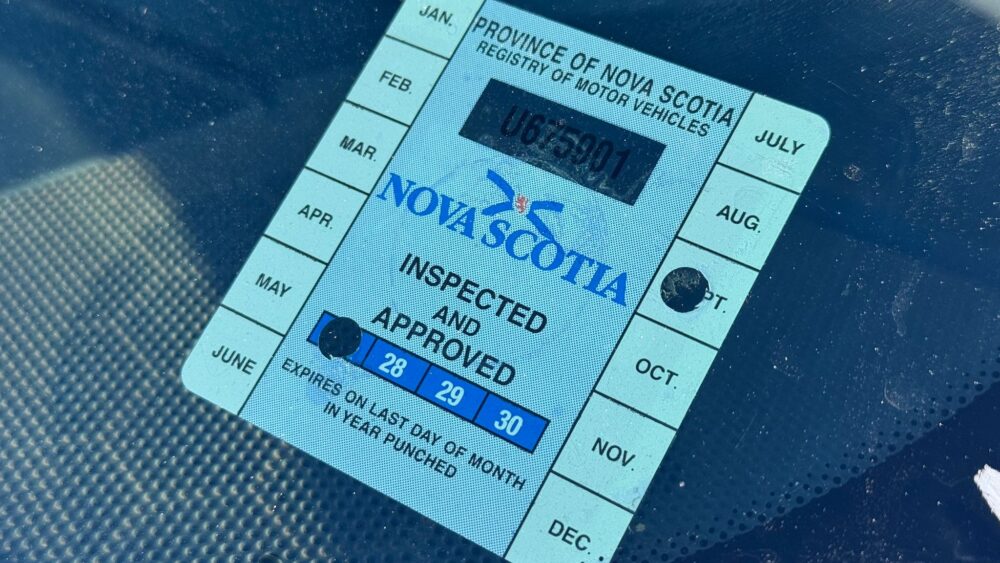 JAN.
FEB.
MAR.
APR.
MAY
JUNE
PROVINCE OF NOVA SCOTIA
REGISTRY OF MOTOR VEHICLES
U675901
NOVA SCOTIA
INSPECTED
AND
APPROVED
28 29 30
EXPIRES ON LAST DAY OF MONTH
IN YEAR PUNCHED
JULY
AUG.
PT.
OCT.
NOV.
DEC.